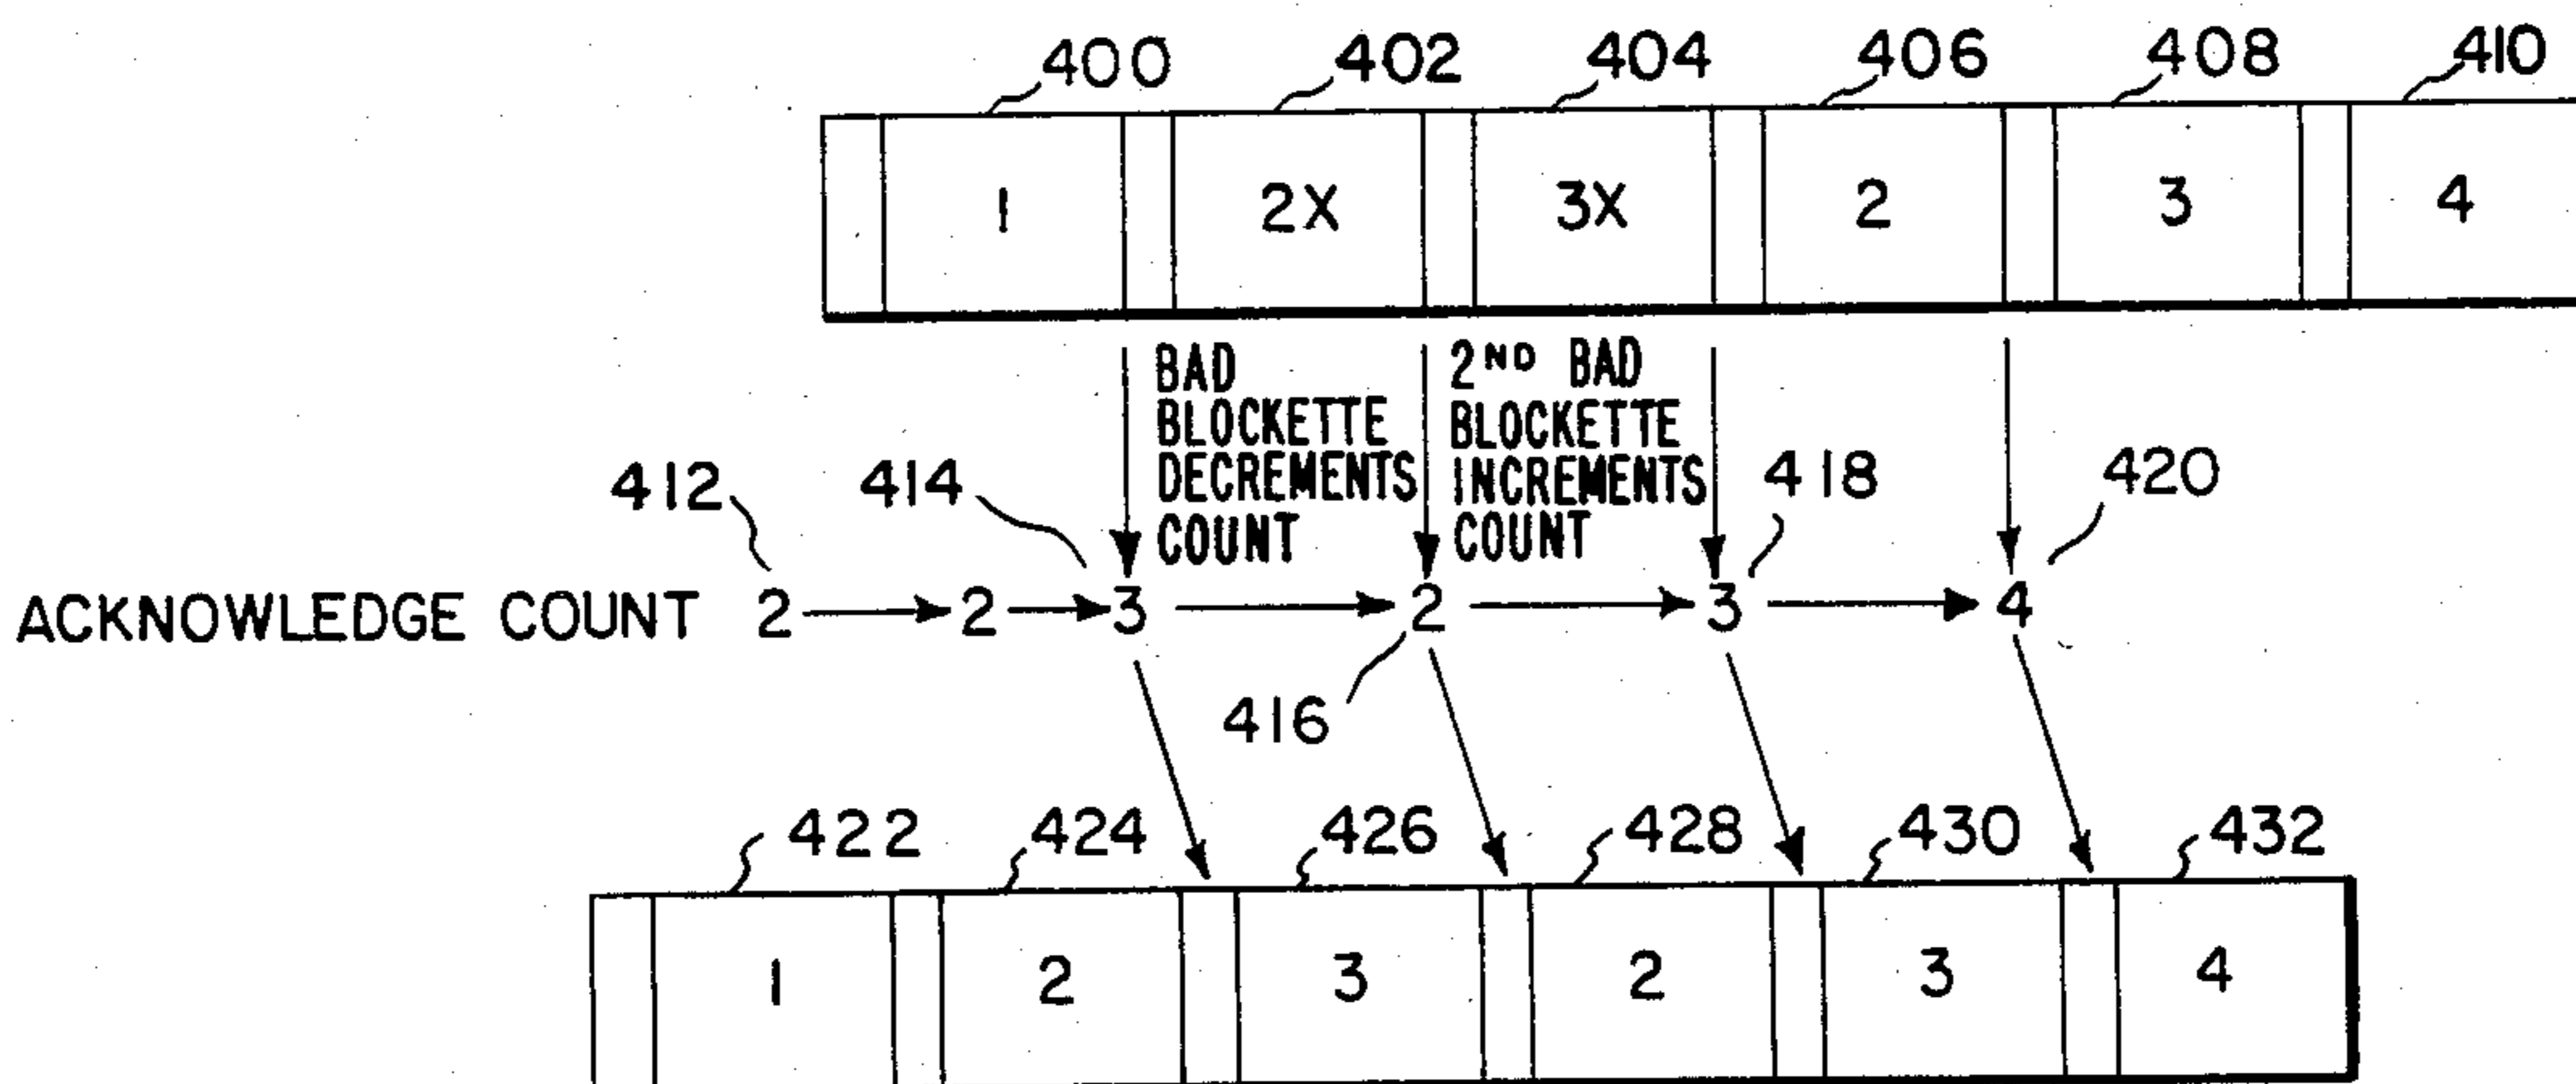 400 402 404 406 408 410
1 2X 3X 2 3 4
BAD
BLOCKETTE
DECREMENTS
COUNT
2ND BAD
BLOCKETTE
INCREMENTS
COUNT
412 414 418 420
ACKNOWLEDGE COUNT 2 2 3 2 3 4
416
422 424 426 428 430 432
1 2 3 2 3 4